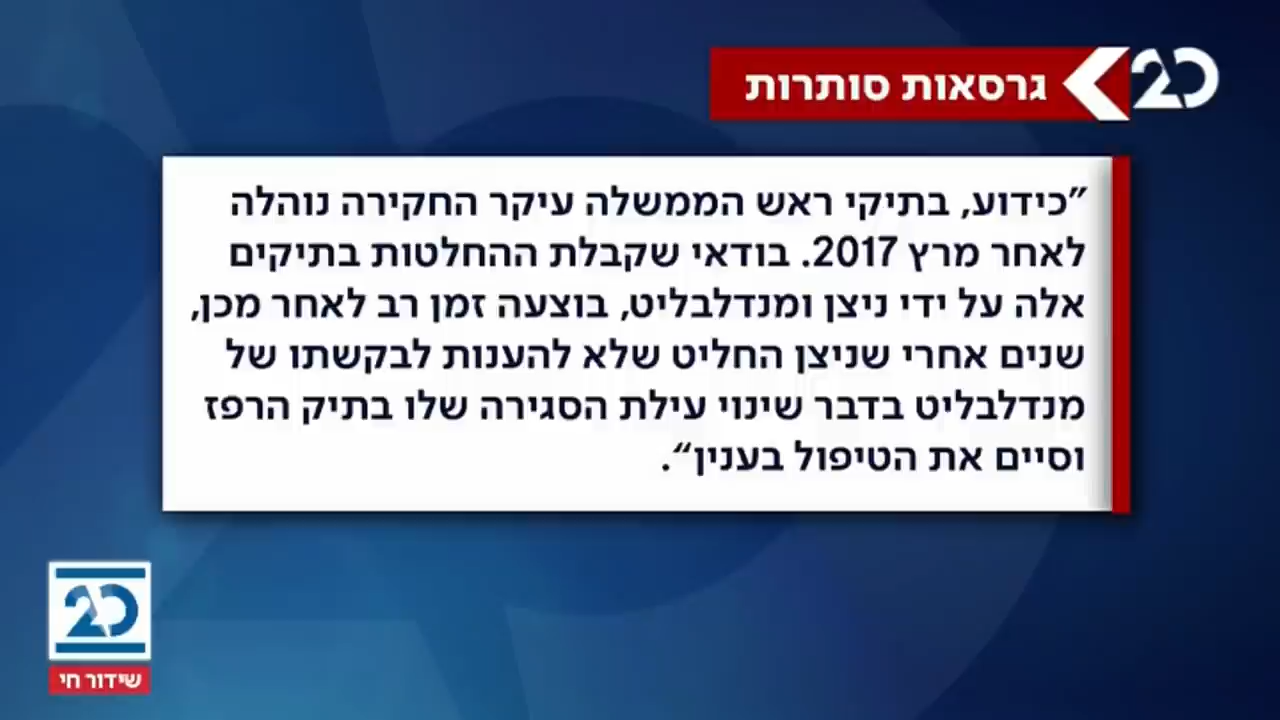 גרסאות סותרות
20
"כידוע, בתיקי ראש הממשלה עיקר החקירה נוהלה
לאחר מרץ 2017. בודאי שקבלת ההחלטות בתיקים
אלה על ידי ניצן ומנדלבליט, בוצעה זמן רב לאחר מכן,
שנים אחרי שניצן החליט שלא להענות לבקשתו של
מנדלבליט בדבר שינוי עילת הסגירה שלו בתיק הרפז
וסיים את הטיפול בענין".
20
שידור חי